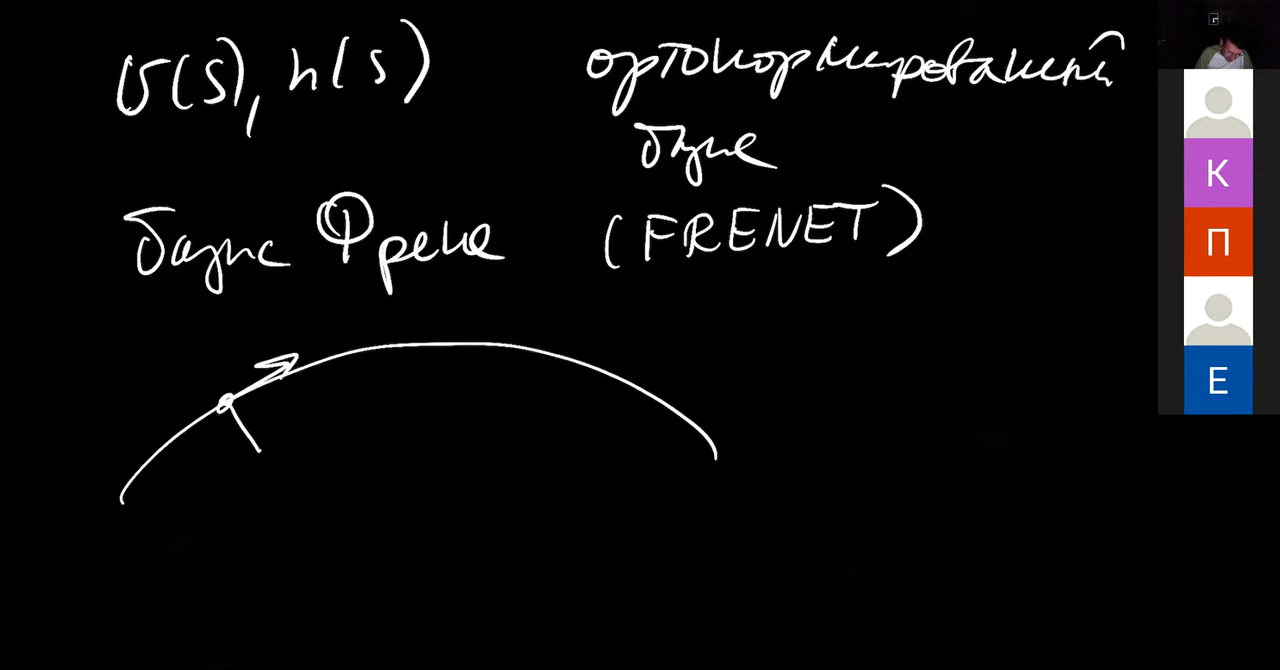 v(s), n(s) ортонормированный
базис
базис Френе (FRENET)
К
П
Е